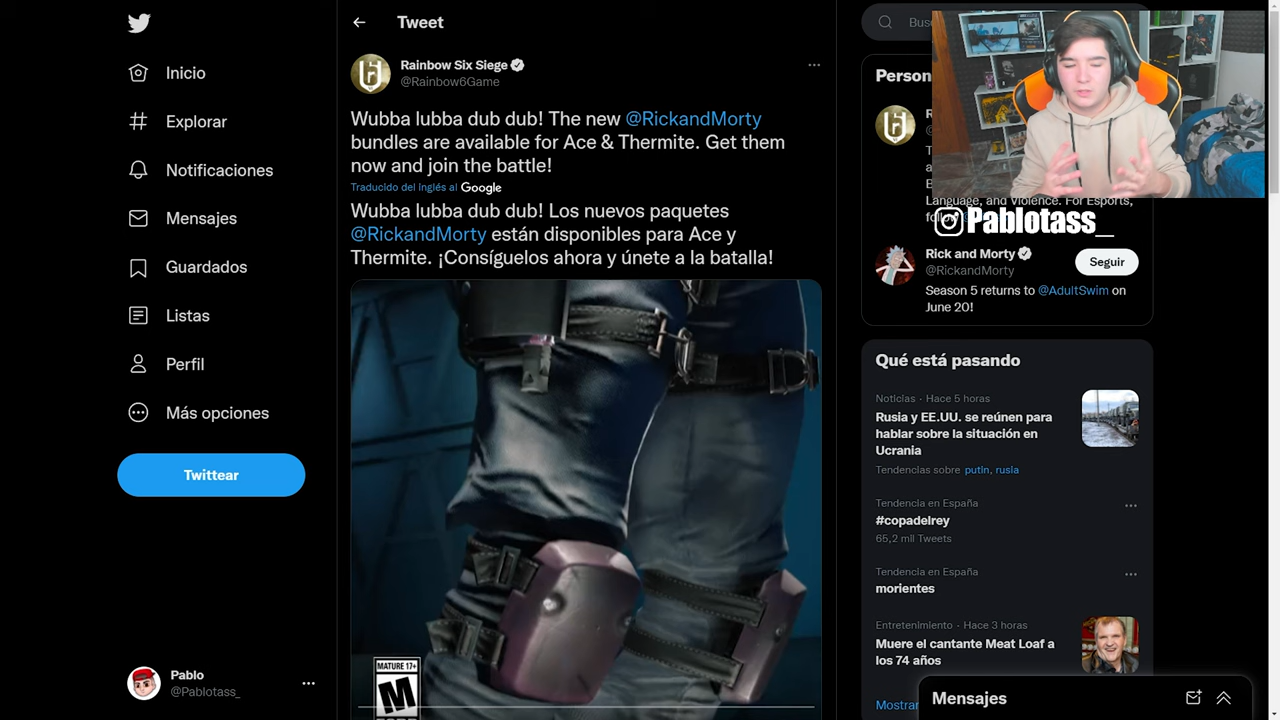 Inicio
Explorar
Notificaciones
Mensajes
Guardados
Listas
Perfil
Más opciones
Twittear
Pablo
@Pablotass_
Tweet
Rainbow Six Siege
@Rainbow6Game
Wubba lubba dub dub! The new @RickandMorty
bundles are available for Ace & Thermite. Get them
now and join the battle!
Traducido del Inglés al Google
Wubba lubba dub dub! Los nuevos paquetes
@RickandMorty están disponibles para Ace y
Thermite. ¡Consíguelos ahora y únete a la batalla!
MATURE 17+
M
Person
Language, and Violence. For Esports,
Pablotass_
Rick and Morty
@RickandMorty
Seguir
Season 5 returns to @AdultSwim on
June 20!
Qué está pasando
Noticias · Hace 5 horas
Rusia y EE.UU. se reúnen para
hablar sobre la situación en
Ucrania
Tendencias sobre putin, rusia
Tendencia en España
#copadelrey
65,2 mil Tweets
Tendencia en España
morientes
Entretenimiento · Hace 3 horas
Muere el cantante Meat Loaf a
los 74 años
Mostrar
Mensajes